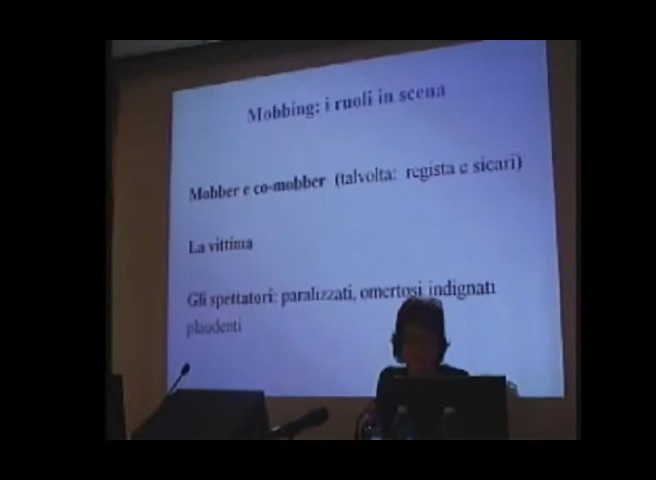 Mobbing: i ruoli in scena
Mobber e co-mobber (talvolta: regista e sicari)
La vittima
Gli spettatori: paralizzati, omertosi indignati
plaudenti